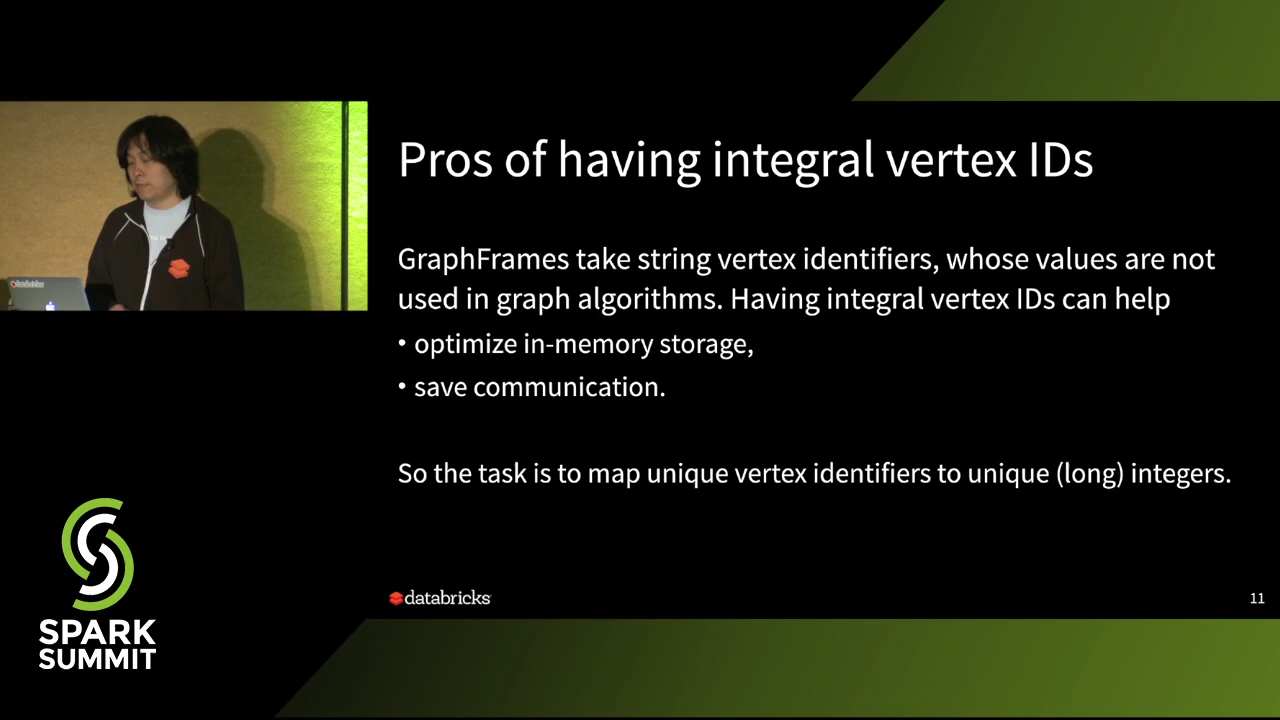 Pros of having integral vertex IDs
GraphFrames take string vertex identifiers, whose values are not
used in graph algorithms. Having integral vertex IDs can help
• optimize in-memory storage,
• save communication.
So the task is to map unique vertex identifiers to unique (long) integers.
databricks
11
SPARK
SUMMIT